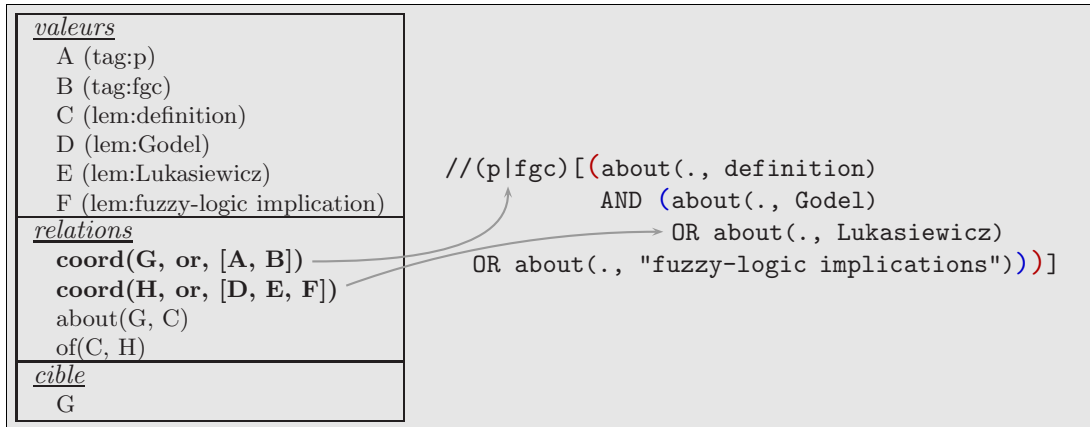 valeurs
A (tag:p)
B (tag:fgc)
C (lem:definition)
D (lem:Godel)
E (lem:Lukasiewicz)
F (lem:fuzzy-logic implication)
relations
coord(G, or, [A, B])
coord(H, or, [D, E, F])
about(G, C)
of(C, H)
cible
G
//(p|fgc)[(about(., definition)
AND (about(., Godel)
OR about(., Lukasiewicz)
OR about(., "fuzzy-logic implications")))]